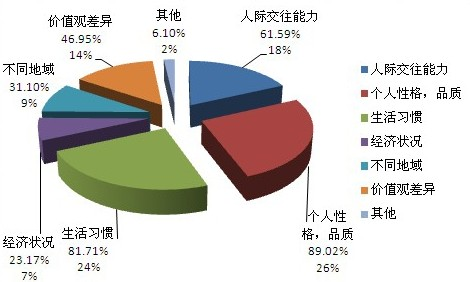 其他
6.10%
2%
人际交往能力
61.59%
18%
价值观差异
46.95%
14%
不同地域
31.10%
9%
经济状况
23.17%
7%
生活习惯
81.71%
24%
个人性
格，品质
89.02%
26%
人际交往能力
个人性格，品质
生活习惯
经济状况
不同地域
价值观差异
其他